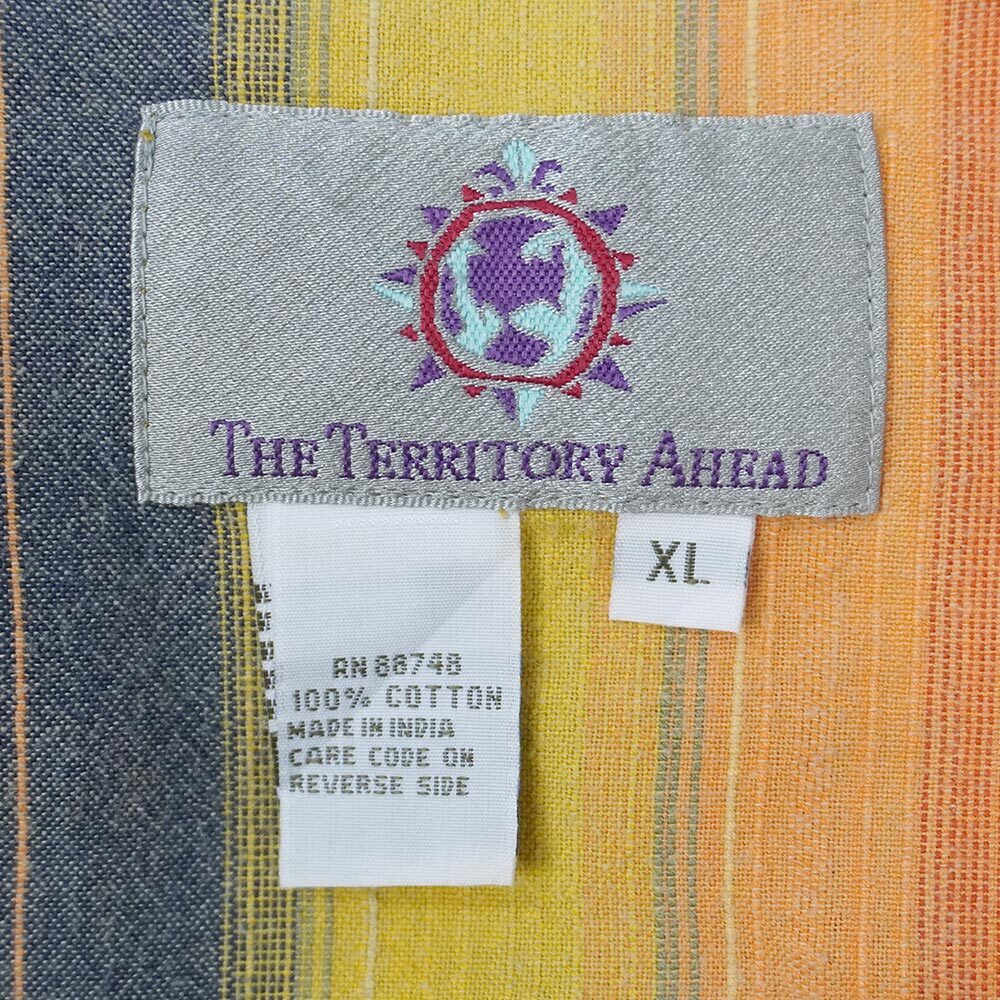 THE TERRITORY AHEAD
XL
RN 88748
100% COTTON
MADE IN INDIA
CARE CODE ON
REVERSE SIDE